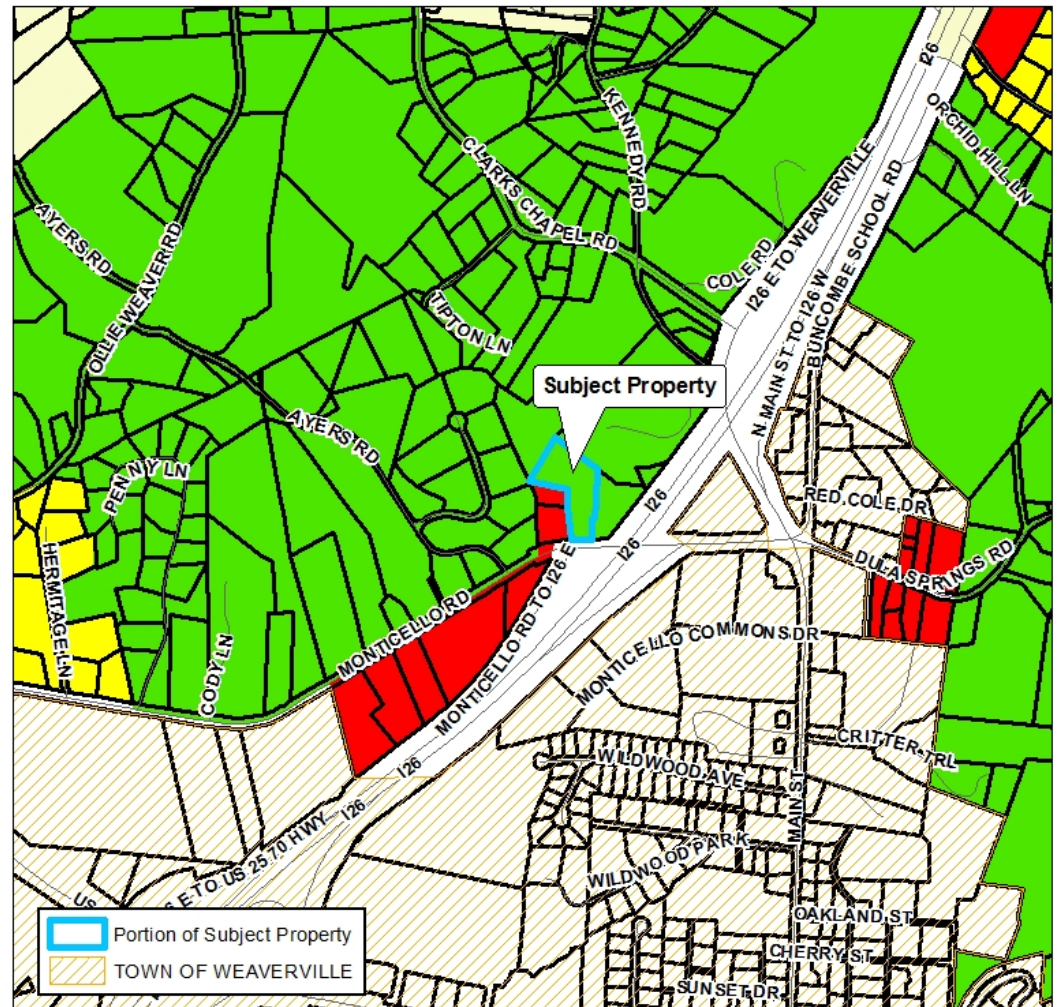 I26
ORCHID HILL LN
KENNEDY RD
CLARKS CHAPEL RD
I26 E TO WEAVERVILLE
BUNCOMBE SCHOOL RD
AYERS RD
OLLIE WEAVER RD
COLE RD
N. MAIN ST TO I26 W
TIPTON LN
Subject Property
AYERS RD
PENNY LN
I26
RED COLE DR
HERMITAGE LN
I26
DULA SPRINGS RD
MONTICELLO RD TO I26 E
MONTICELLO RD
CODY LN
MONTICELLO COMMONS DR
I26
CRITTER TRL
WILDWOOD AVE
MAIN ST
I26
E TO US 25 70 HWY
WILDWOOD PARK
US
OAKLAND ST
CHERRY ST
SUNSET DR
Portion of Subject Property
TOWN OF WEAVERVILLE